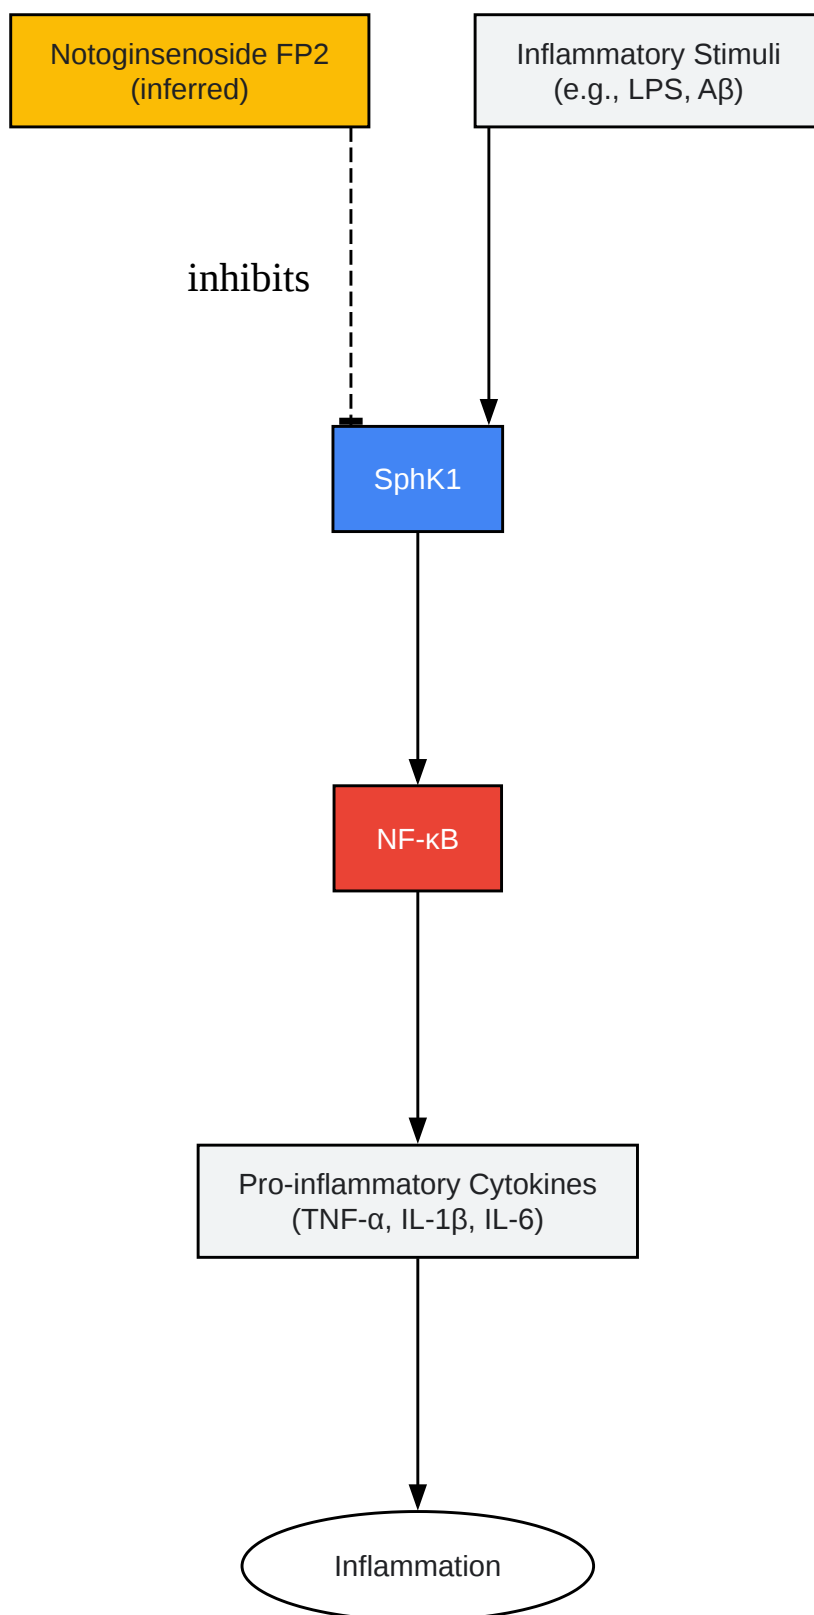 Notoginsenoside FP2
(inferred)
Inflammatory Stimuli
(e.g., LPS, Aβ)
inhibits
SphK1
NF-κB
Pro-inflammatory Cytokines
(TNF-α, IL-1β, IL-6)
Inflammation